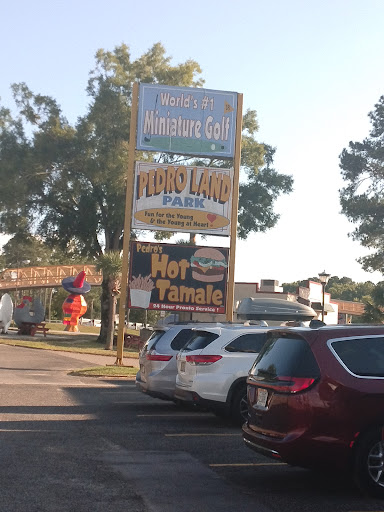 World's #1
Miniature Golf
PEDRO LAND
PARK
Fun for the Young
& the Young at Heart
Pedro's
Hot
Tamale
24 Hour Pronto Service!